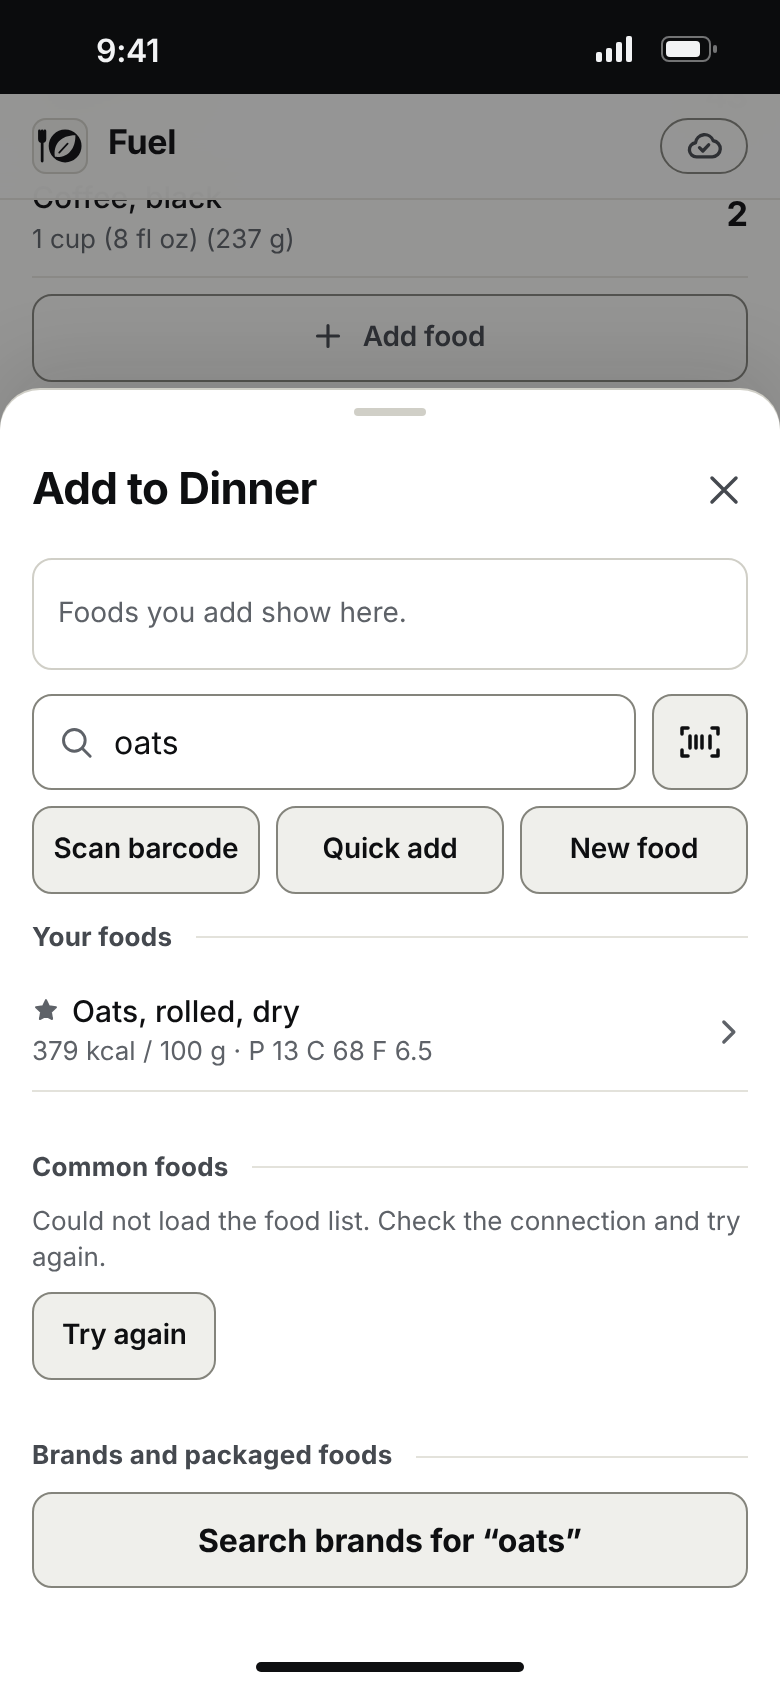 9:41
Fuel
Coffee, black
2
1 cup (8 fl oz) (237 g)
Add food
Add to Dinner
Foods you add show here.
oats
Scan barcode
Quick add
New food
Your foods
Oats, rolled, dry
379 kcal / 100 g · P 13 C 68 F 6.5
Common foods
Could not load the food list. Check the connection and try
again.
Try again
Brands and packaged foods
Search brands for “oats”